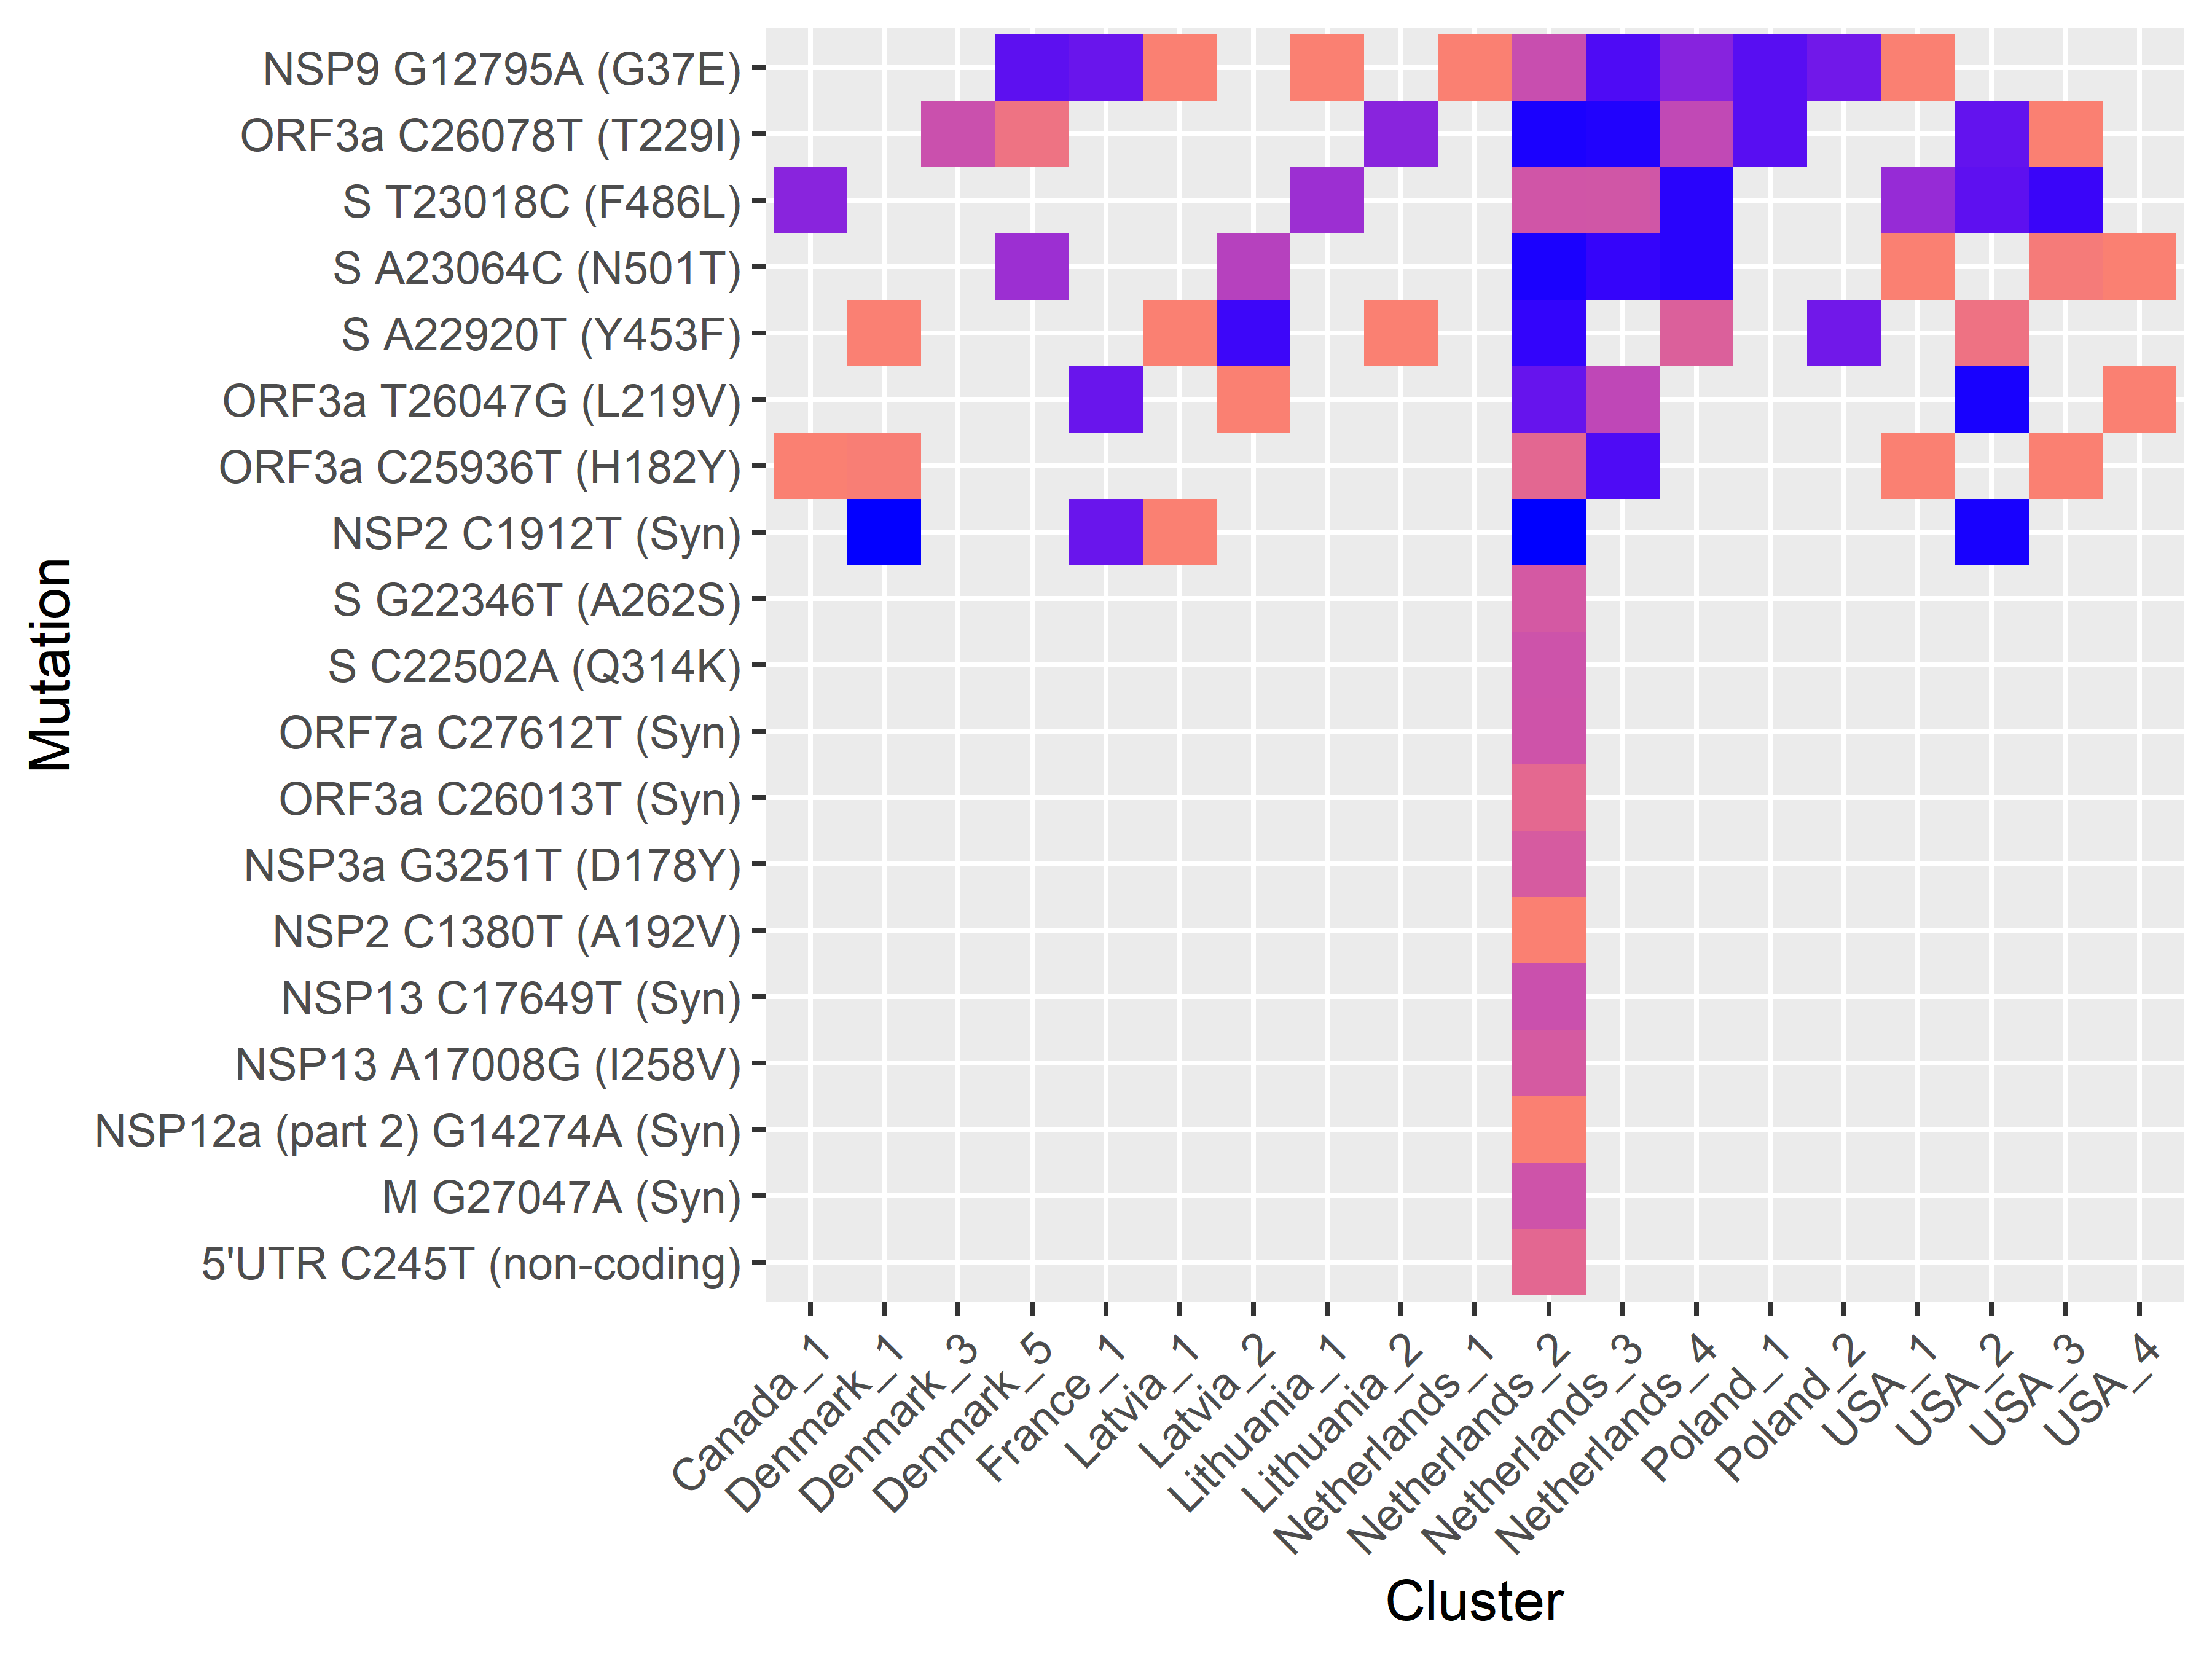 Mutation
NSP9 G12795A (G37E)
ORF3a C26078T (T229I)
S T23018C (F486L)
S A23064C (N501T)
S A22920T (Y453F)
ORF3a T26047G (L219V)
ORF3a C25936T (H182Y)
NSP2 C1912T (Syn)
S G22346T (A262S)
S C22502A (Q314K)
ORF7a C27612T (Syn)
ORF3a C26013T (Syn)
NSP3a G3251T (D178Y)
NSP2 C1380T (A192V)
NSP13 C17649T (Syn)
NSP13 A17008G (I258V)
NSP12a (part 2) G14274A (Syn)
M G27047A (Syn)
5'UTR C245T (non-coding)
Canada_1
Denmark_1
Denmark_3
Denmark_5
France_1
Latvia_1
Latvia_2
Lithuania_1
Lithuania_2
Netherlands_1
Netherlands_2
Netherlands_3
Netherlands_4
Poland_1
Poland_2
USA_1
USA_2
USA_3
USA_4
Cluster